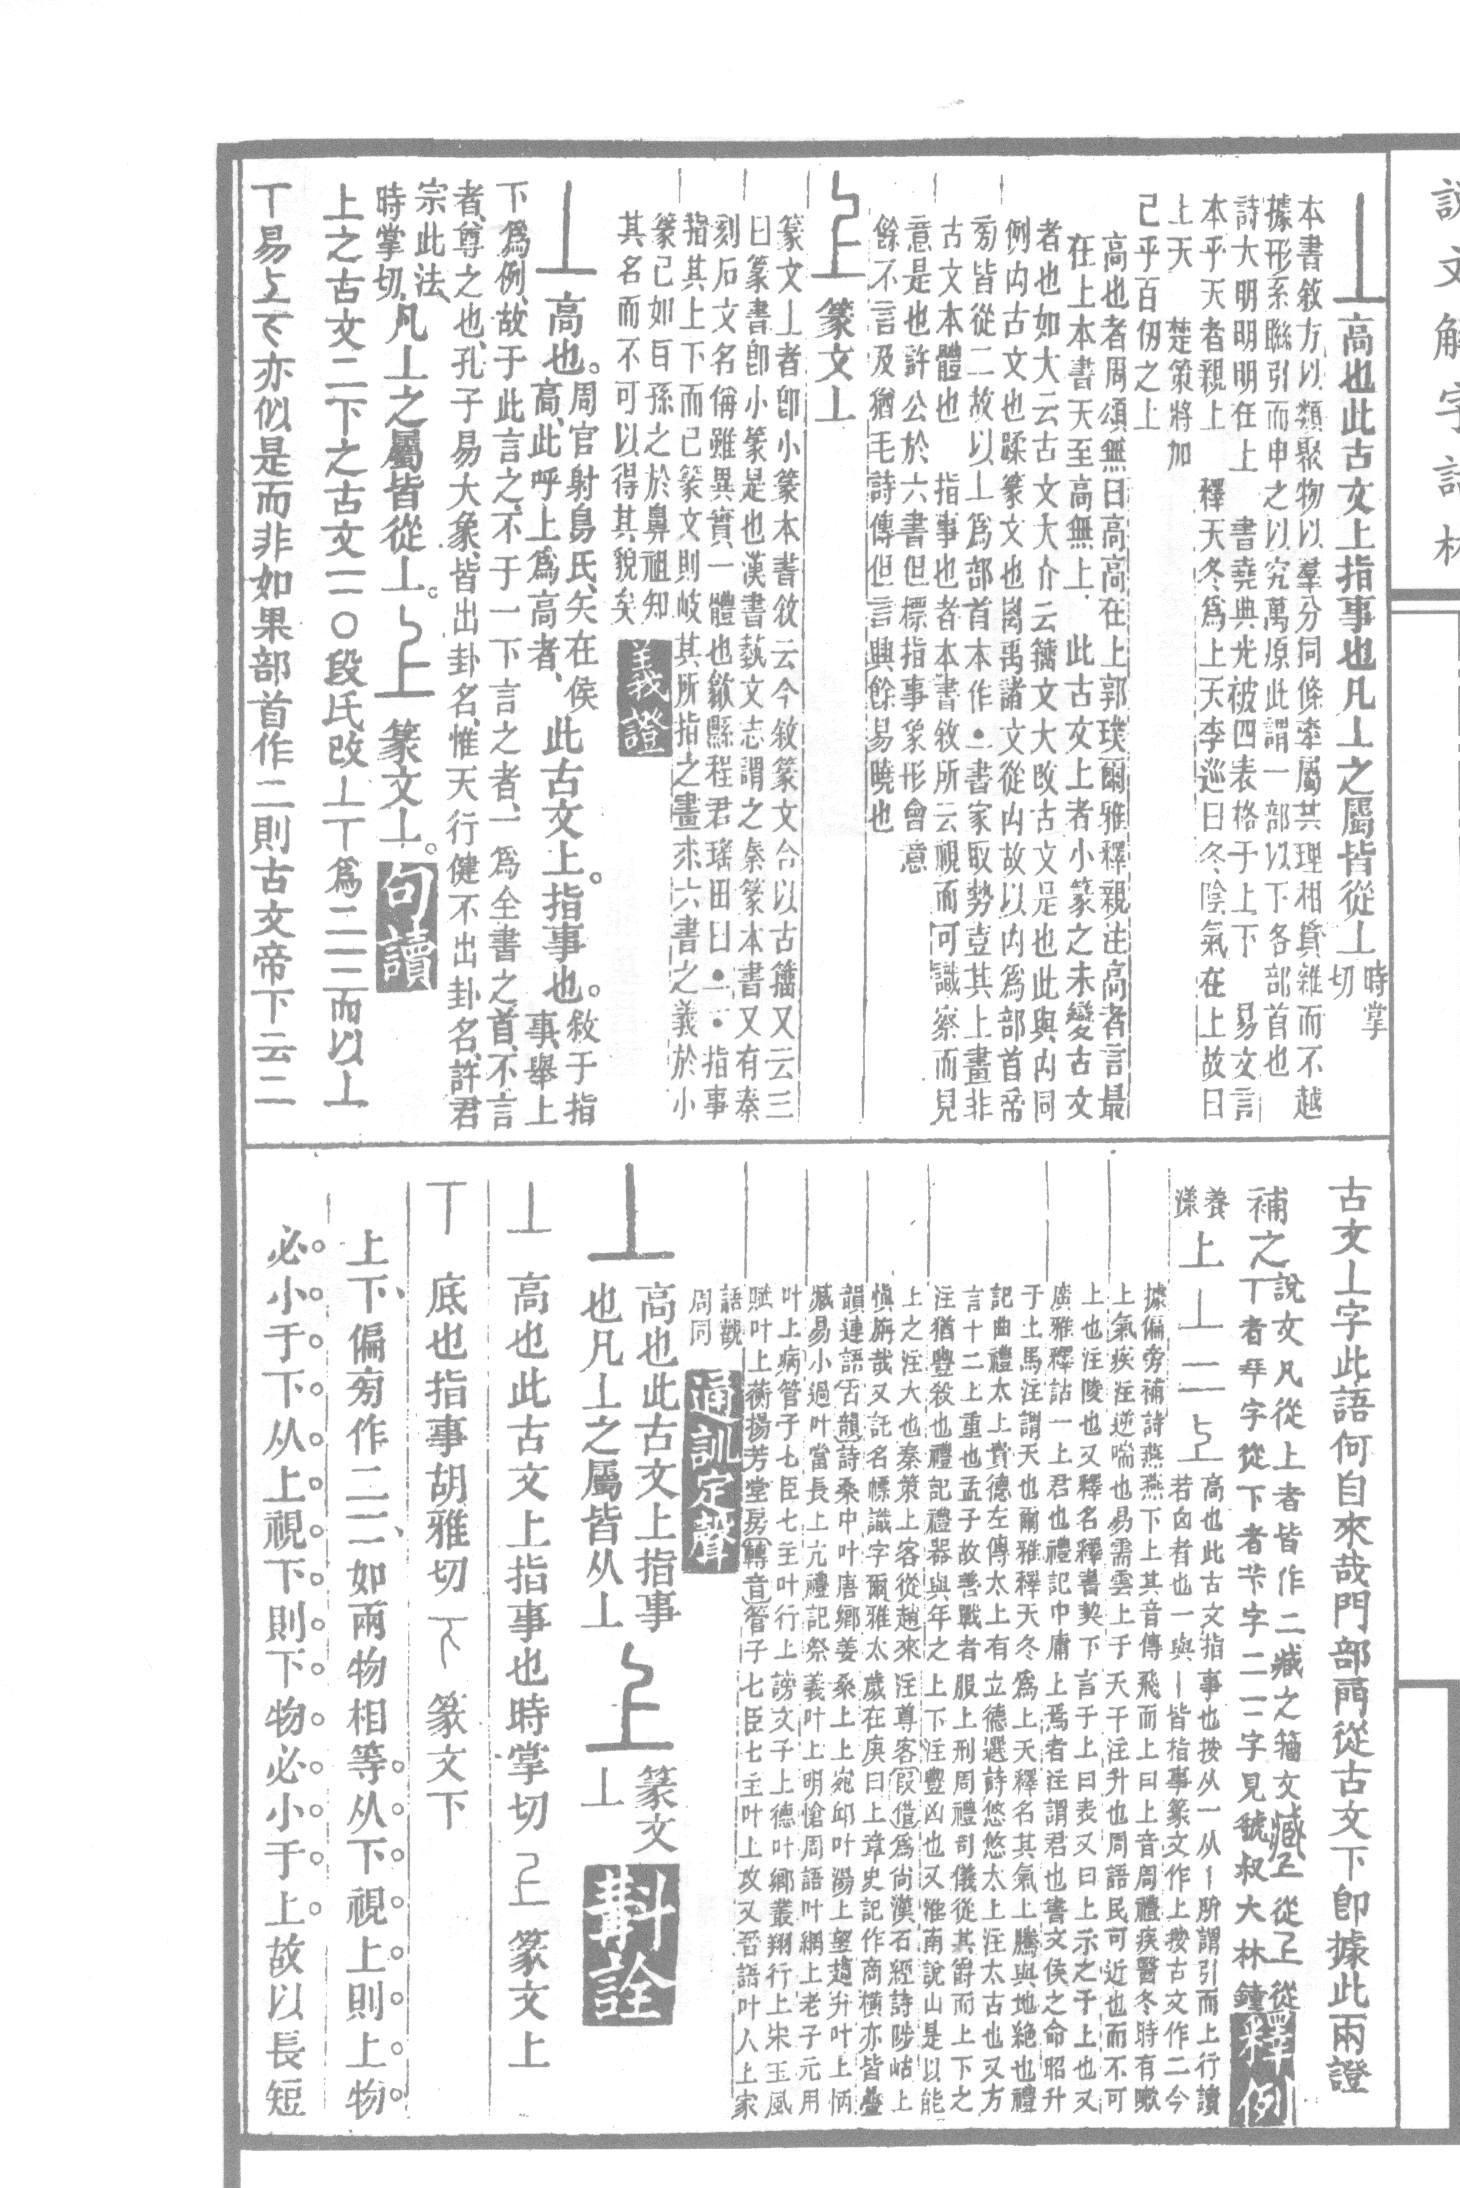 說文解字詁林
丄高也此古文上指事也凡丄之屬皆從丄時掌切
本書敘方以類聚物以羣分同條牽屬共理相貫雜而不越
據形系聯引而申之以究萬原此謂一部以下各部首也
詩大明明明在上　書堯典光被四表格于上下　易文言
本乎天者親上　釋天冬爲上天李巡曰冬陰氣在上故曰
上天　楚策將加
己乎百仞之上
高也者周頌無曰高高在上郭璞爾雅釋親注高者言最
在上本書天至高無上　此古文上者小篆之未變古文
者也如大云古文大介云籒文大改古文是也此與㐁同
例㐁古文也蹂篆文也禼禹諸文從㐁故以㐁爲部首帝
㫄皆從二故以丄爲部首本作•一書家取勢豈其上畫非
古文本體也　指事也者本書敘所云視而可識察而見
意是也許公於六書但標指事象形會意
餘不言及猶毛詩傳但言興餘易曉也
𠄞篆文丄
篆文丄者卽小篆本書敘云今敘篆文合以古籒又云三
曰篆書卽小篆是也漢書藝文志謂之秦篆本書又有秦
刻石文名偁雖異實一體也歙縣程君瑤田曰•一一•指事
指其上下而已篆文則岐其所指之畫求六書之義於小
篆已如耳孫之於鼻祖知
其名而不可以得其貌矣
義證
丄高也。周官射鳥氏、矢在侯高、此呼上爲高者、此古文上。指事也。敘于指事、舉上
下爲例、故于此言之、不于一下言之者、一爲全書之首、不言
者、尊之也、孔子易大象、皆出卦名、惟天行健不出卦名、許君
宗此法、時掌切、凡丄之屬皆從丄。𠄞篆文丄。
句讀
上之古文二下之古文二〇段氏改丄丅爲二二而以丄
丅易𠄞𠄟亦似是而非如果部首作二則古文帝下云二
古文丄字此語何自來哉門部閉從古文下卽據此兩證
補之說文凡從上者皆作二藏之籒文
丅者
從下者
字二二字見虢叔大林鐘
釋例
養漾
上丄二𠄞高也此古文指事也按从一从丨所謂引而上行讀
若囟者也一與丨皆指事篆文作上按古文作二今
據偏旁補詩燕燕下上其音傳飛而上曰上音周禮疾醫冬時有嗽
上氣疾注逆喘也易需雲上于天干注升也周語民可近也而不可
上也注陵也又釋名釋書契下言于上曰表又曰上示之于上也又
廣雅釋詁一上君也禮記中庸上焉者注謂君也書文侯之命昭升
于上馬注謂天也爾雅釋天冬爲上天釋名其氣上騰與地絶也禮
記曲禮太上貴德左傳太上有立德選詩悠悠太上注太古也又方
言十二上重也孟子故善戰者服上刑周禮司儀從其爵而上下之
注猶豐殺也禮記禮器與年之上下注豐凶也又淮南說山是以能
上之注大也秦策上客從趙來注尊客叚借爲尚漢石經詩陟岵上
愼旃哉又託名幖識字爾雅太歲在庚曰上章史記作商橫亦皆疊
韻連語古韻詩桑中叶唐鄉姜桑上上宛邱叶湯上望趙升叶上怲
臧易小過叶當長上亢禮記祭義叶上明愴周語叶網上老子元用
叶上病管子七臣七主叶行上謗文子上德叶鄉叢翔行上宋玉風
賦叶上蘅揚芳堂房轉音管子七臣七主叶上故又晉語叶人上家
語觀
周同
通訓定聲
丄高也此古文上指事也凡丄之屬皆从丄𠄞篆文丄
斠詮
丄　高也此古文上指事也時掌切𠄞篆文上
丅　底也指事胡雅切𠄟篆文下
上下偏㫄作二二如兩物相等从下視上則上物
必小于下从上視下則下物必小于上故以長短